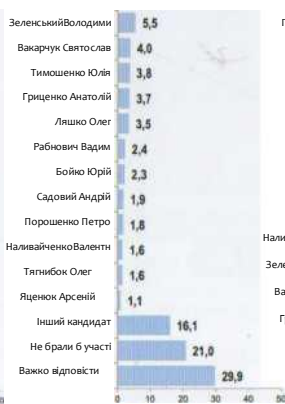 ЗеленськийВолодими 5,5
Вакарчук Святослав 4,0
Тимошенко Юлія 3,8
Гриценко Анатолій 3,7
Ляшко Олег 3,5
Рабнович Вадим 2,4
Бойко Юрій 2,3
Садовий Андрій 1,9
Порошенко Петро 1,8
НаливайченкоВалентн 1,6
Тягнибок Олег 1,6
Яценюк Арсеній 1,1
Інший кандидат 16,1
Не брали б участі 21,0
Важко відповісти 29,9
0 10 20 30 40 50